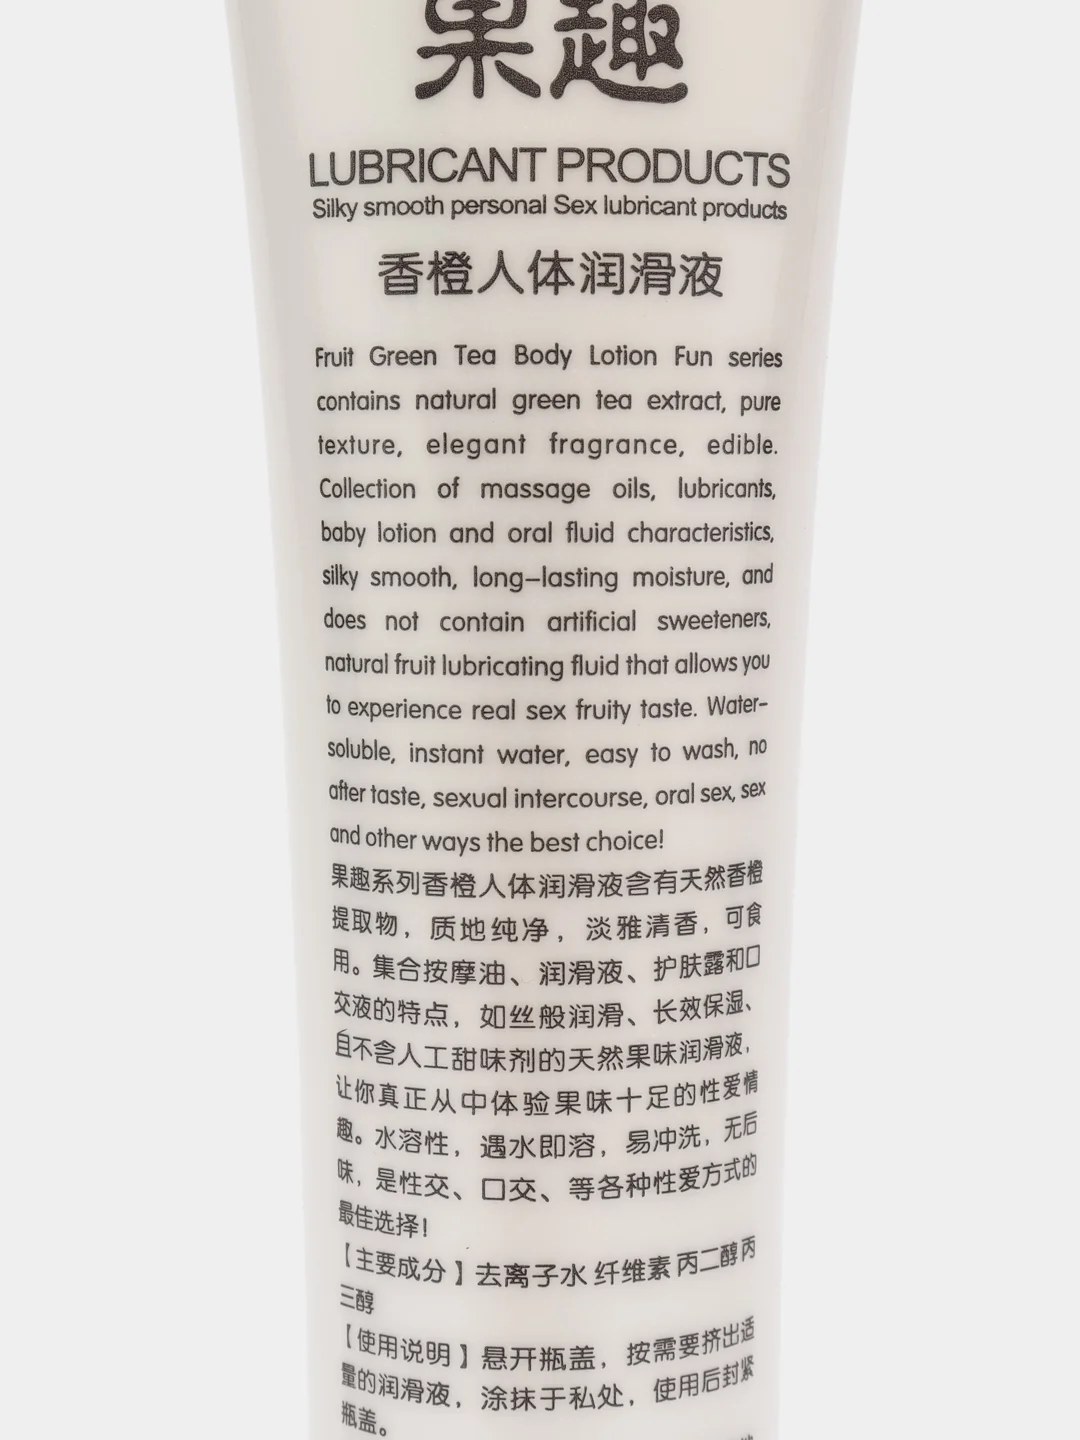 果趣
LUBRICANT PRODUCTS
Silky smooth personal Sex lubricant products
香橙人体润滑液
Fruit Green Tea Body Lotion Fun series
contains natural green tea extract, pure
texture, elegant fragrance, edible.
Collection of massage oils, lubricants,
baby lotion and oral fluid characteristics,
silky smooth, long-lasting moisture, and
does not contain artificial sweeteners,
natural fruit lubricating fluid that allows you
to experience real sex fruity taste. Water-
soluble, instant water, easy to wash, no
after taste, sexual intercourse, oral sex, sex
and other ways the best choice!
果趣系列香橙人体润滑液含有天然香橙
提取物，质地纯净，淡雅清香，可食
用。集合按摩油、润滑液、护肤露和口
交液的特点，如丝般润滑、长效保湿、
且不含人工甜味剂的天然果味润滑液，
让你真正从中体验果味十足的性爱情
趣。水溶性，遇水即溶，易冲洗，无后
味，是性交、口交、等各种性爱方式的
最佳选择！
【主要成分】去离子水 纤维素 丙二醇 丙
三醇
【使用说明】悬开瓶盖，按需要挤出适
量的润滑液，涂抹于私处，使用后封紧
瓶盖。